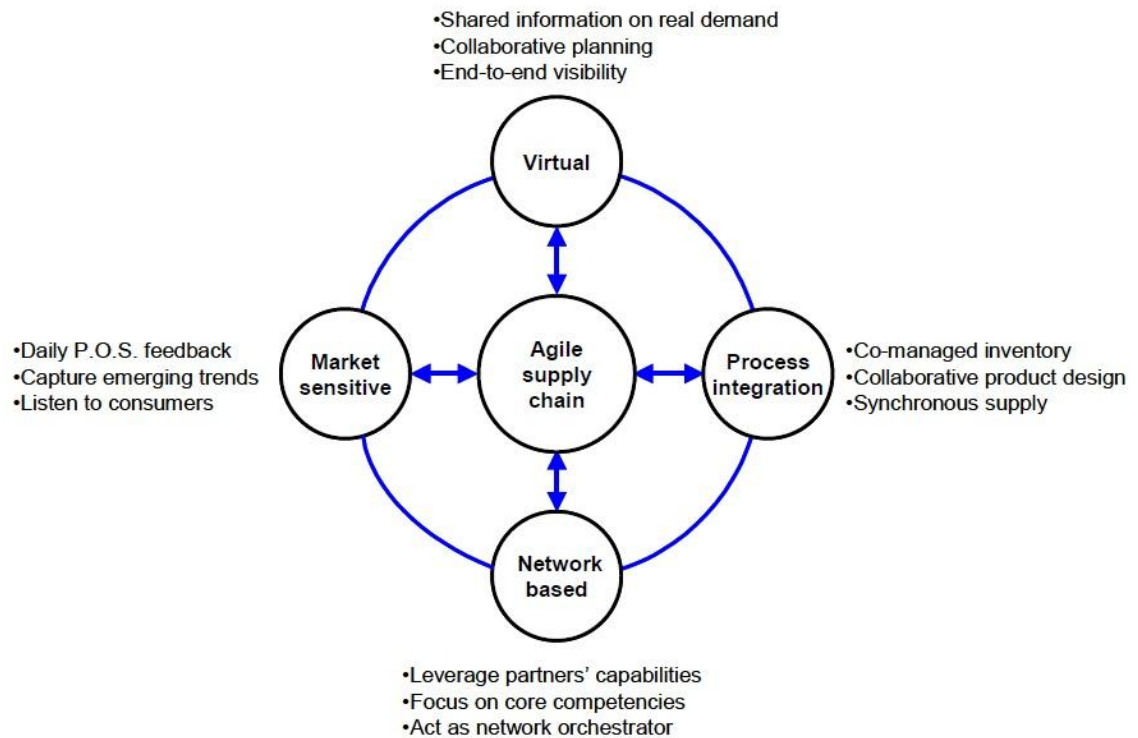 •Shared information on real demand
•Collaborative planning
•End-to-end visibility
Virtual
•Daily P.O.S. feedback
•Capture emerging trends
•Listen to consumers
Market
sensitive
Agile
supply
chain
Process
integration
•Co-managed inventory
•Collaborative product design
•Synchronous supply
Network
based
•Leverage partners’ capabilities
•Focus on core competencies
•Act as network orchestrator